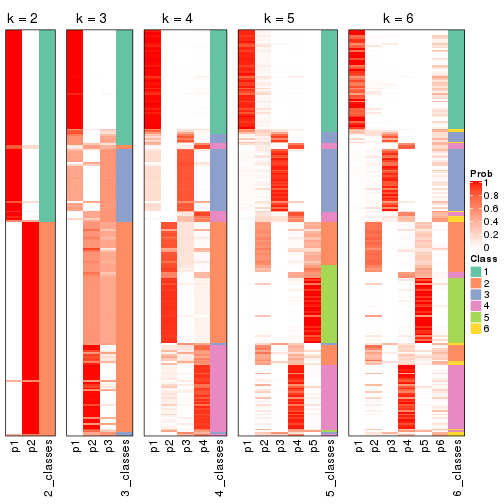 k = 2
k = 3
k = 4
k = 5
k = 6
p1
p2
2_classes
p1
p2
p3
3_classes
p1
p2
p3
p4
4_classes
p1
p2
p3
p4
p5
5_classes
p1
p2
p3
p4
p5
p6
6_classes
Prob
1
0.8
0.6
0.4
0.2
0
Class
1
2
3
4
5
6